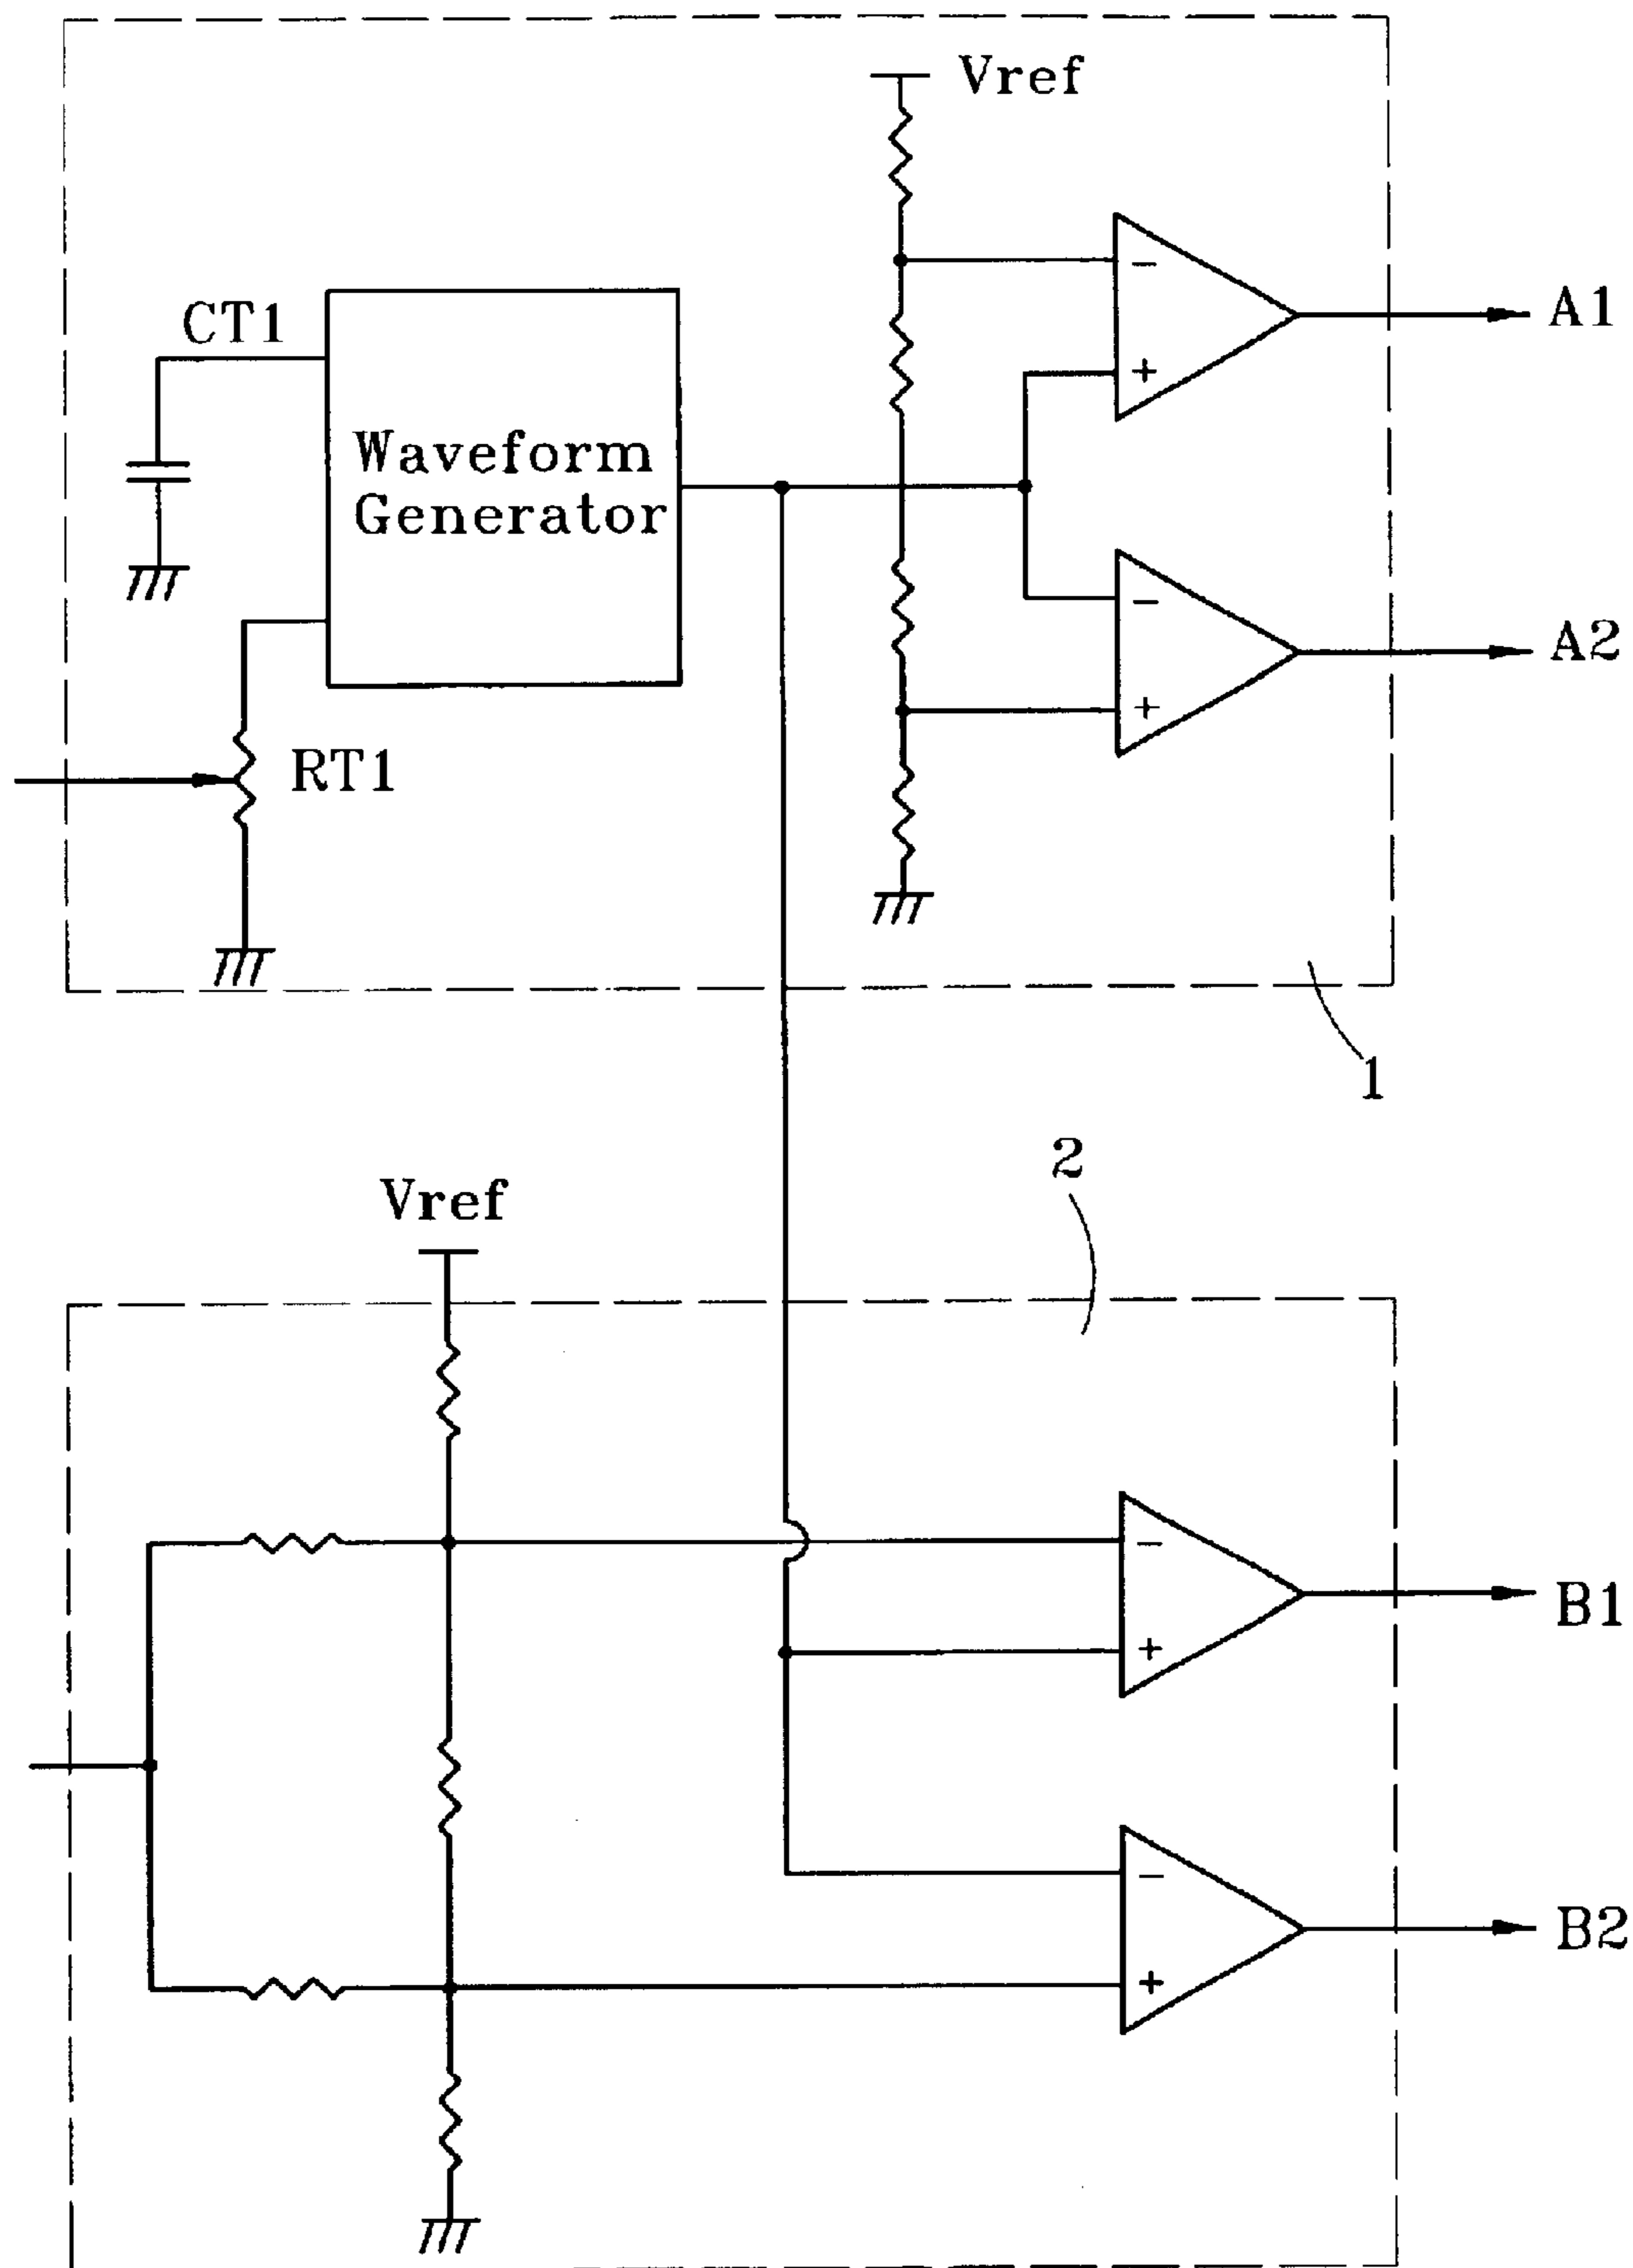 Vref
-
A1
CT1
+
Waveform
Generator
-
A2
+
RT1
1
2
Vref
-
B1
+
-
B2
+